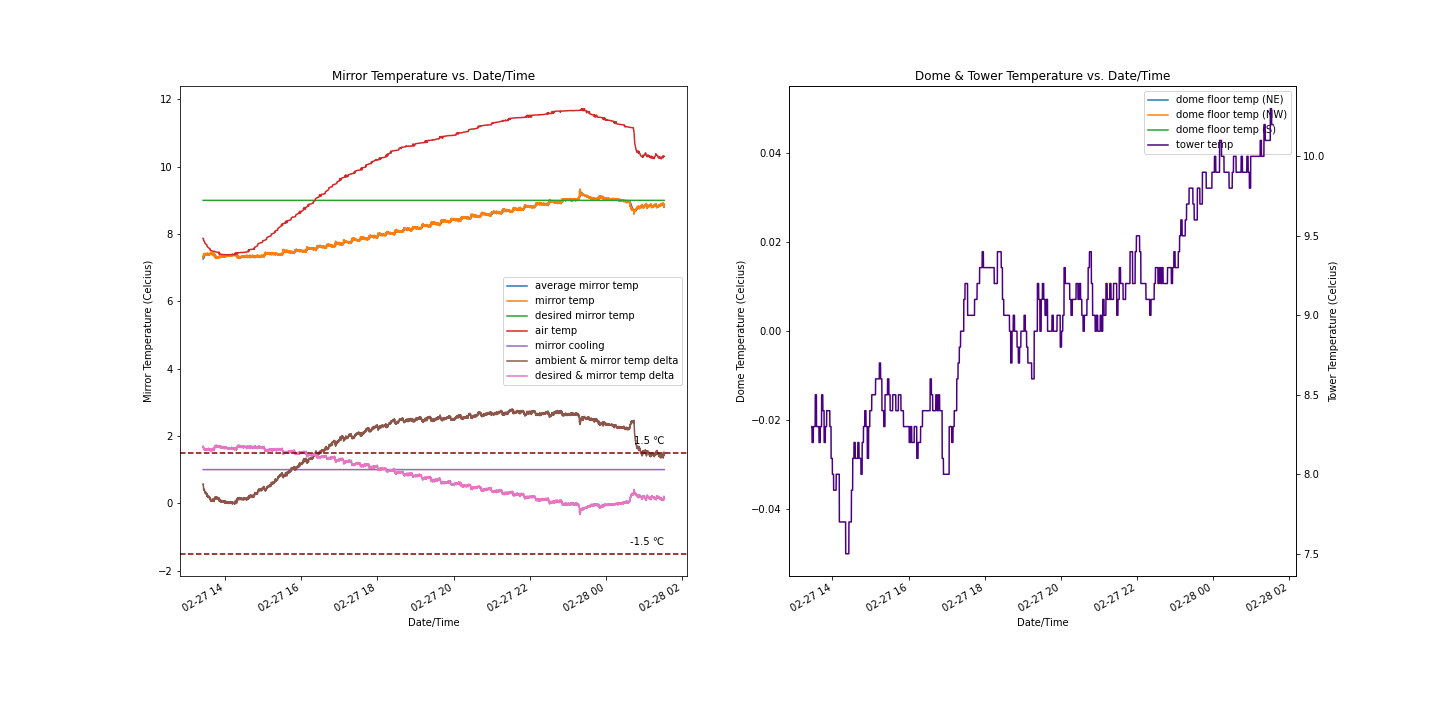 Mirror Temperature vs. Date/Time
Mirror Temperature (Celcius)
12
10
8
6
4
2
0
−2
average mirror temp
mirror temp
desired mirror temp
air temp
mirror cooling
ambient & mirror temp delta
desired & mirror temp delta
1.5 °C
-1.5 °C
02-27 14
02-27 16
02-27 18
02-27 20
02-27 22
02-28 00
02-28 02
Date/Time
Dome & Tower Temperature vs. Date/Time
Dome Temperature (Celcius)
0.04
0.02
0.00
−0.02
−0.04
dome floor temp (NE)
dome floor temp (NW)
dome floor temp (S)
tower temp
10.0
9.5
9.0
8.5
8.0
7.5
Tower Temperature (Celcius)
02-27 14
02-27 16
02-27 18
02-27 20
02-27 22
02-28 00
02-28 02
Date/Time